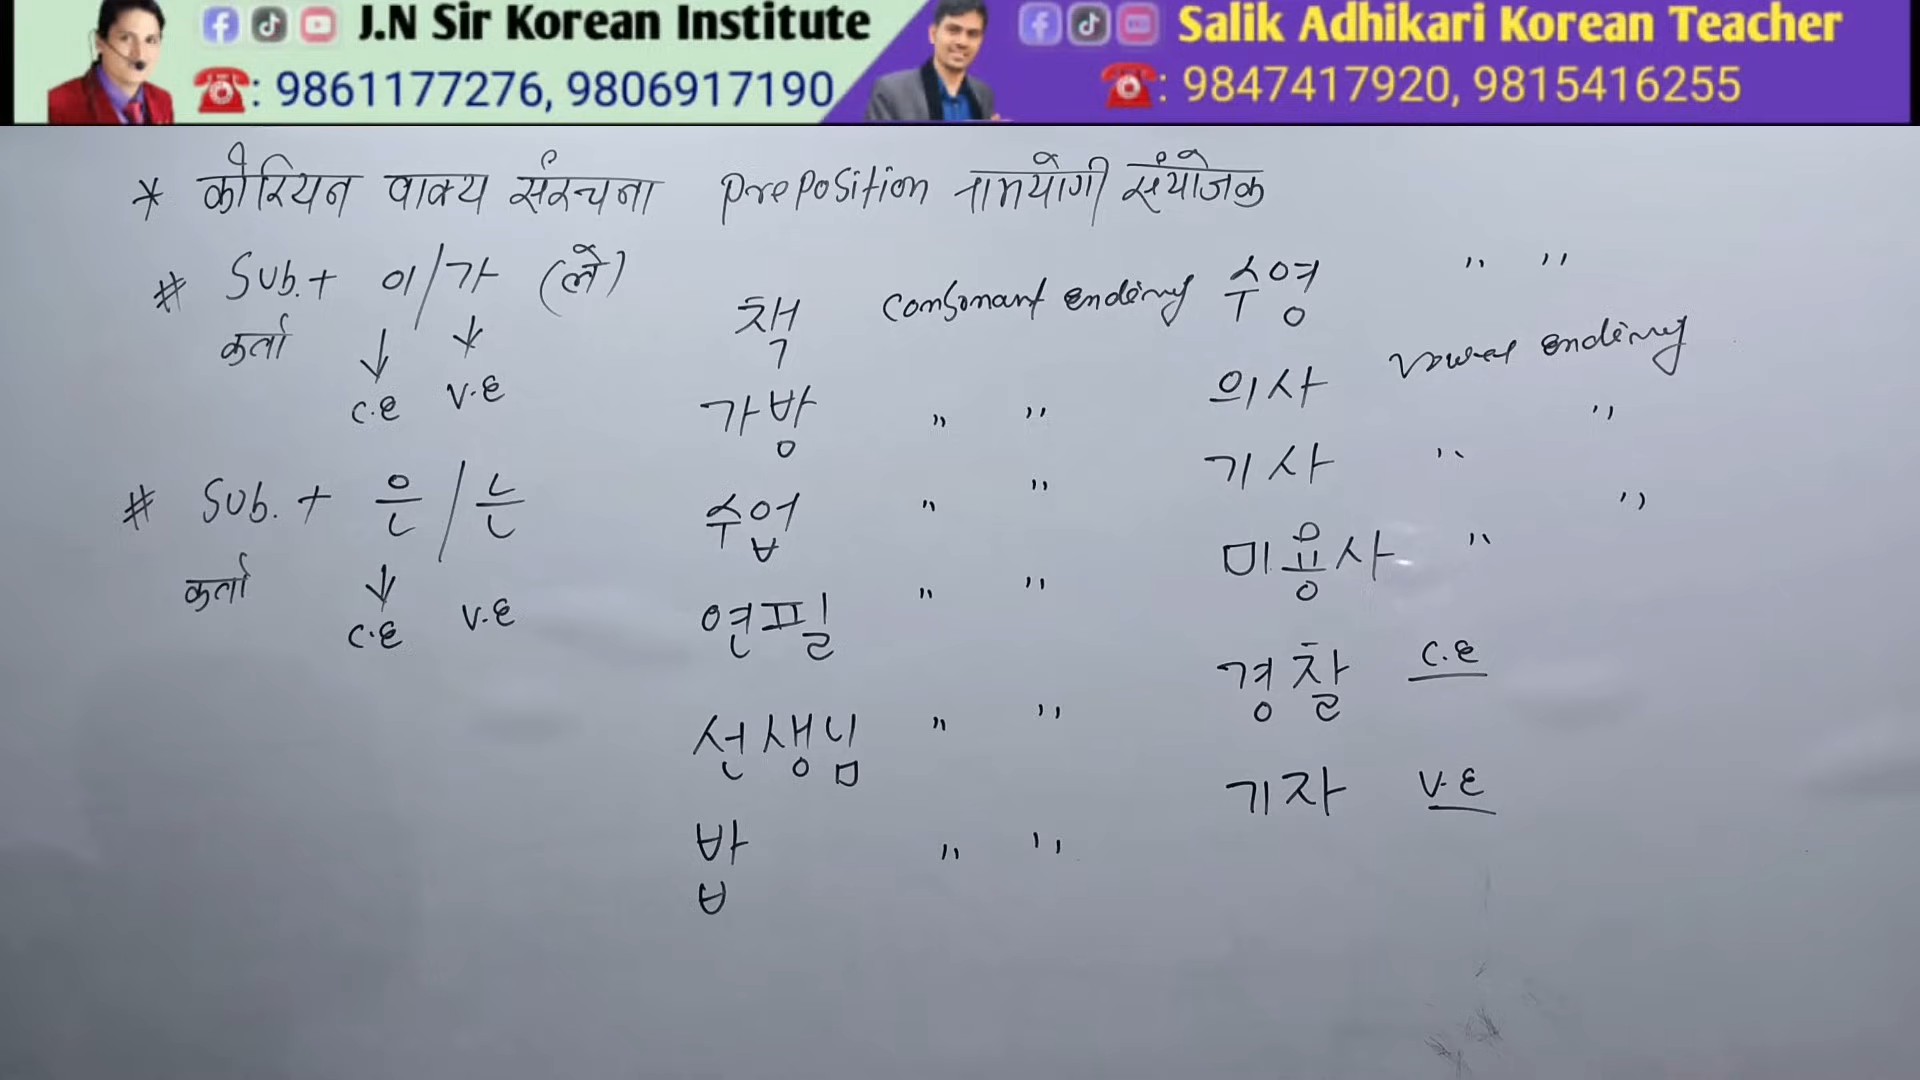 J.N Sir Korean Institute
☎: 9861177276, 9806917190
Salik Adhikari Korean Teacher
☎: 9847417920, 9815416255
* कोरियन वाक्य संरचना preposition नामयोगी संयोजक
# Sub. + 이/가 (ले)
कर्ता
C.E V.E
# Sub. + 은/는
कर्ता
C.E V.E
책 Consonant ending
가방 " "
수업 " "
연필 " "
선생님 " "
밥 " "
수영 " "
의사 Vowel ending
기사 " "
미용사 " "
경찰 C.E
기자 V.E